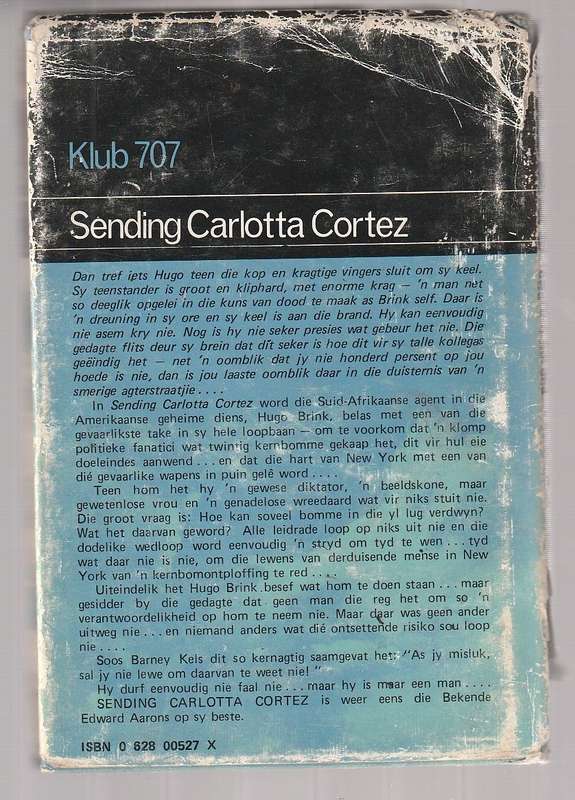 Klub 707
Sending Carlotta Cortez
Dan tref iets Hugo teen die kop en kragtige vingers sluit om sy keel.
Sy teenstander is groot en kliphard, met enorme krag — 'n man net
so deeglik opgelei in die kuns van dood te maak as Brink self. Daar is
'n dreuning in sy ore en sy keel is aan die brand. Hy kan eenvoudig
nie asem kry nie. Nog is hy nie seker presies wat gebeur het nie. Die
gedagte flits deur sy brein dat dít seker is hoe dit vir sy talle kollegas
geëindig het — net 'n oomblik dat jy nie honderd persent op jou
hoede is nie, dan is jou laaste oomblik daar in die duisternis van 'n
smerige agterstraatjie . . . .
In Sending Carlotta Cortez word die Suid-Afrikaanse agent in die
Amerikaanse geheime diens, Hugo Brink, belas met een van die
gevaarlikste take in sy hele loopbaan — om te voorkom dat 'n klomp
politieke fanatici wat twintig kernbomme gekaap het, dit vir hul eie
doeleindes aanwend . . . en dat die hart van New York met een van
dié gevaarlike wapens in puin gelê word . . . .
Teen hom het hy 'n gewese diktator, 'n beeldskone, maar
gewetenlose vrou en 'n genadelose wreedaard wat vir niks stuit nie.
Die groot vraag is: Hoe kan soveel bomme in die yl lug verdwyn?
Wat het daarvan geword? Alle leidrade loop op niks uit nie en die
dodelike wedloop word eenvoudig 'n stryd om tyd te wen . . . tyd
wat daar nie is nie, om die lewens van derduisende mense in New
York van 'n kernbomontploffing te red . . . .
Uiteindelik het Hugo Brink besef wat hom te doen staan . . . maar
gesidder by die gedagte dat geen man die reg het om so 'n
verantwoordelikheid op hom te neem nie. Maar daar was geen ander
uitweg nie . . . en niemand anders wat dié ontsettende risiko sou loop
nie . . . .
Soos Barney Kels dit so kernagtig saamgevat het: "As jy misluk,
sal jy nie lewe om daarvan te weet nie! "
Hy durf eenvoudig nie faal nie . . . maar hy is maar een man . . . .
SENDING CARLOTTA CORTEZ is weer eens die Bekende
Edward Aarons op sy beste.
ISBN 0 628 00527 X